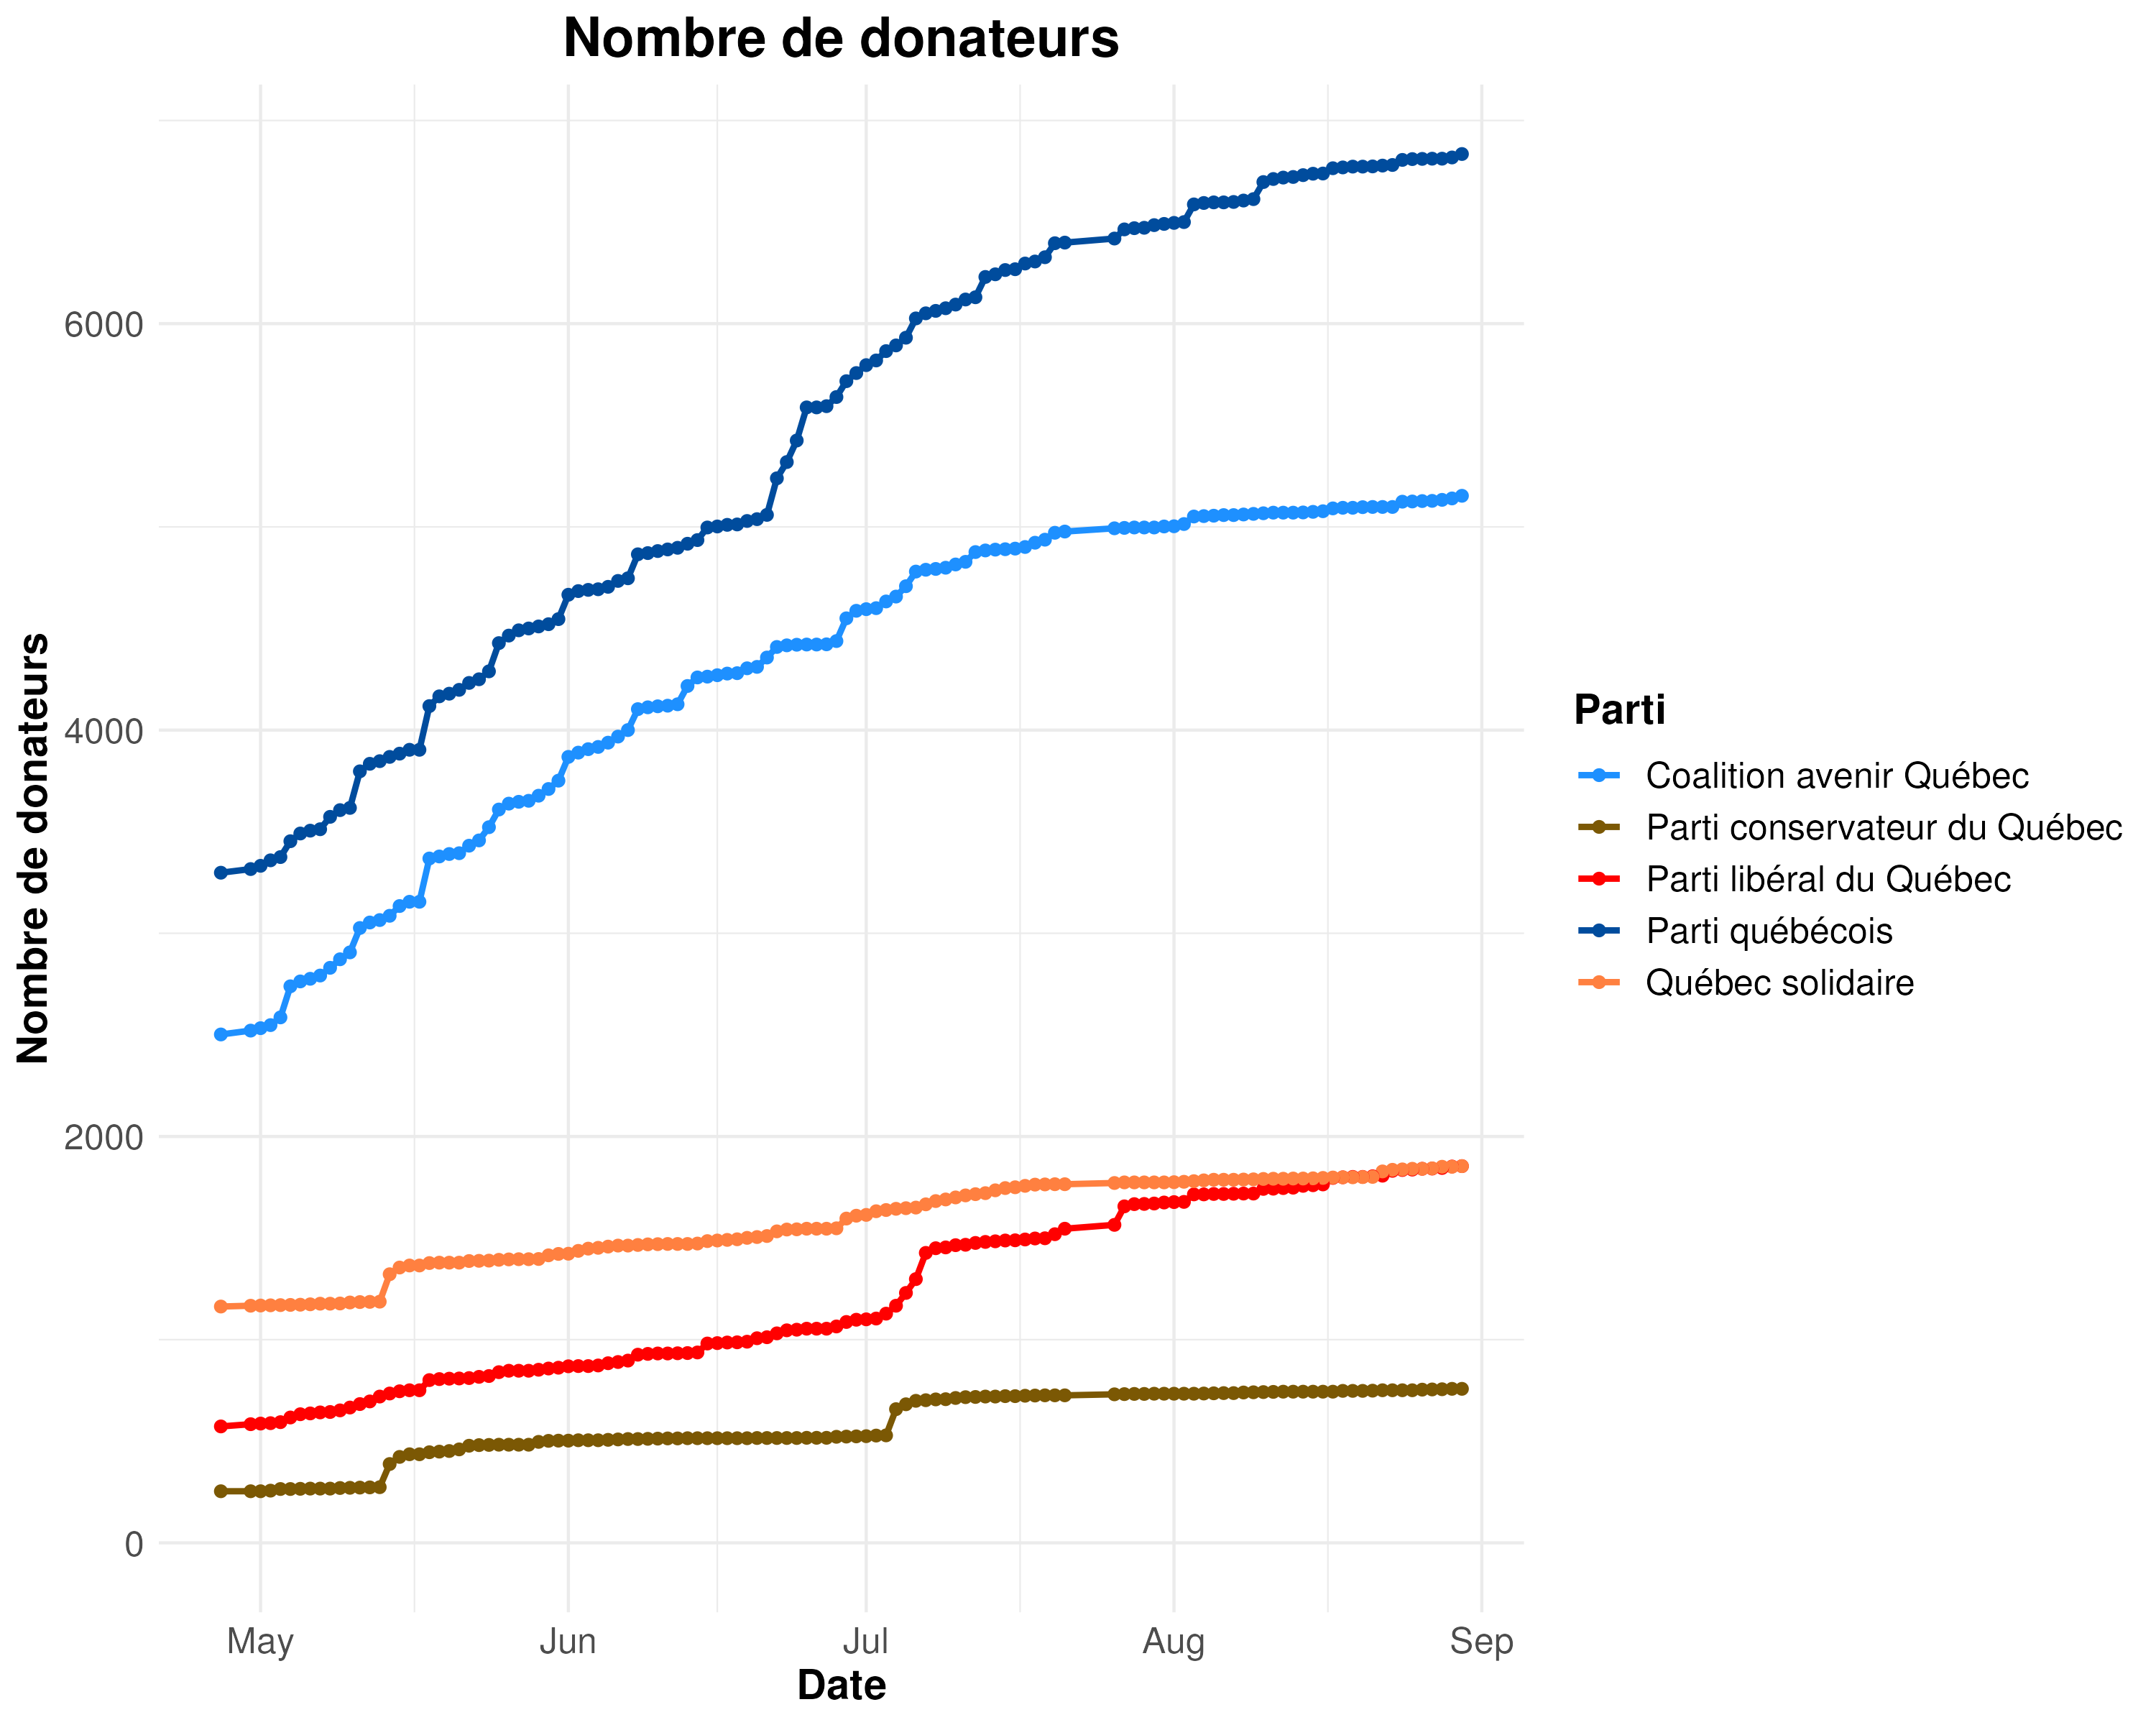 Nombre de donateurs
Nombre de donateurs
6000
4000
2000
0
May Jun Jul Aug Sep
Date
Parti
Coalition avenir Québec
Parti conservateur du Québec
Parti libéral du Québec
Parti québécois
Québec solidaire